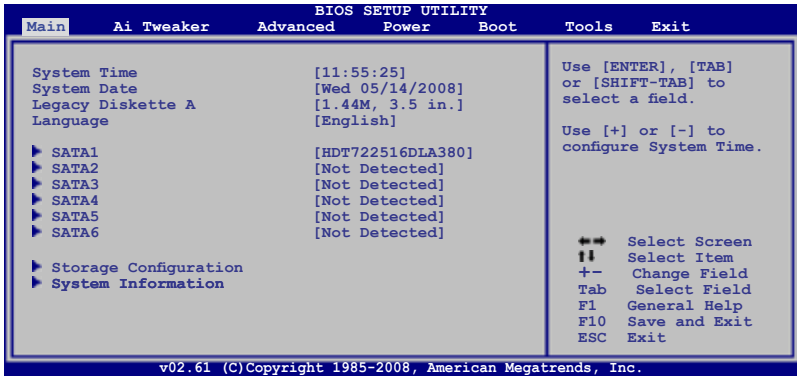 BIOS SETUP UTILITY
Main Ai Tweaker Advanced Power Boot Tools Exit
System Time [11:55:25]
System Date [Wed 05/14/2008]
Legacy Diskette A [1.44M, 3.5 in.]
Language [English]
SATA1 [HDT722516DLA380]
SATA2 [Not Detected]
SATA3 [Not Detected]
SATA4 [Not Detected]
SATA5 [Not Detected]
SATA6 [Not Detected]
Storage Configuration
System Information
Use [ENTER], [TAB]
or [SHIFT-TAB] to
select a field.
Use [+] or [-] to
configure System Time.
←→ Select Screen
↑↓ Select Item
+- Change Field
Tab Select Field
F1 General Help
F10 Save and Exit
ESC Exit
v02.61 (C)Copyright 1985-2008, American Megatrends, Inc.